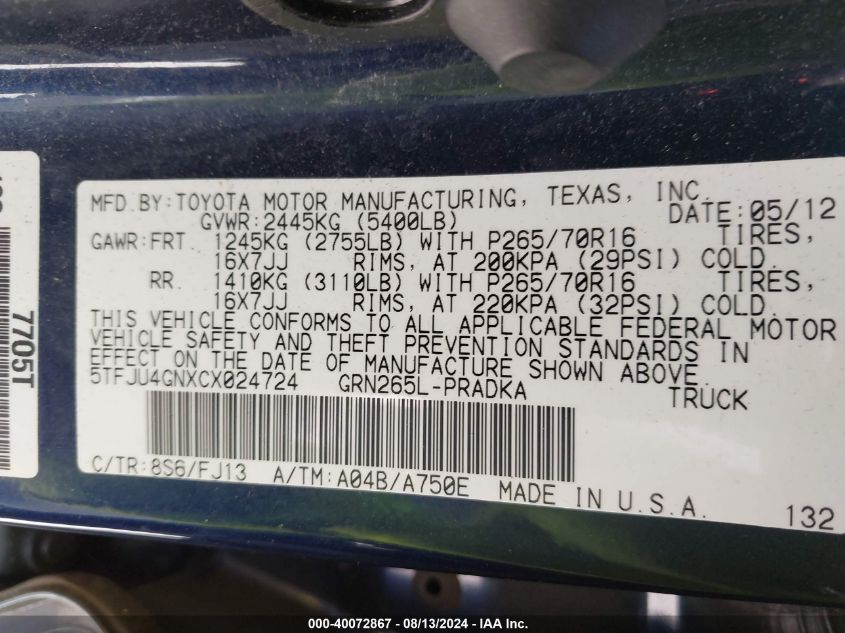 MFD.BY:TOYOTA MOTOR MANUFACTURING, TEXAS, INC.
GVWR:2445KG (5400LB) DATE:05/12
GAWR:FRT. 1245KG (2755LB) WITH P265/70R16 TIRES,
16X7JJ RIMS, AT 200KPA (29PSI) COLD.
RR. 1410KG (3110LB) WITH P265/70R16 TIRES,
16X7JJ RIMS, AT 220KPA (32PSI) COLD.
THIS VEHICLE CONFORMS TO ALL APPLICABLE FEDERAL MOTOR
VEHICLE SAFETY AND THEFT PREVENTION STANDARDS IN
EFFECT ON THE DATE OF MANUFACTURE SHOWN ABOVE.
5TFJU4GNXCX024724 GRN265L-PRADKA TRUCK
C/TR:8S6/FJ13 A/TM:A04B/A750E MADE IN U.S.A.
132
7705T
000-40072867 - 08/13/2024 - IAA Inc.